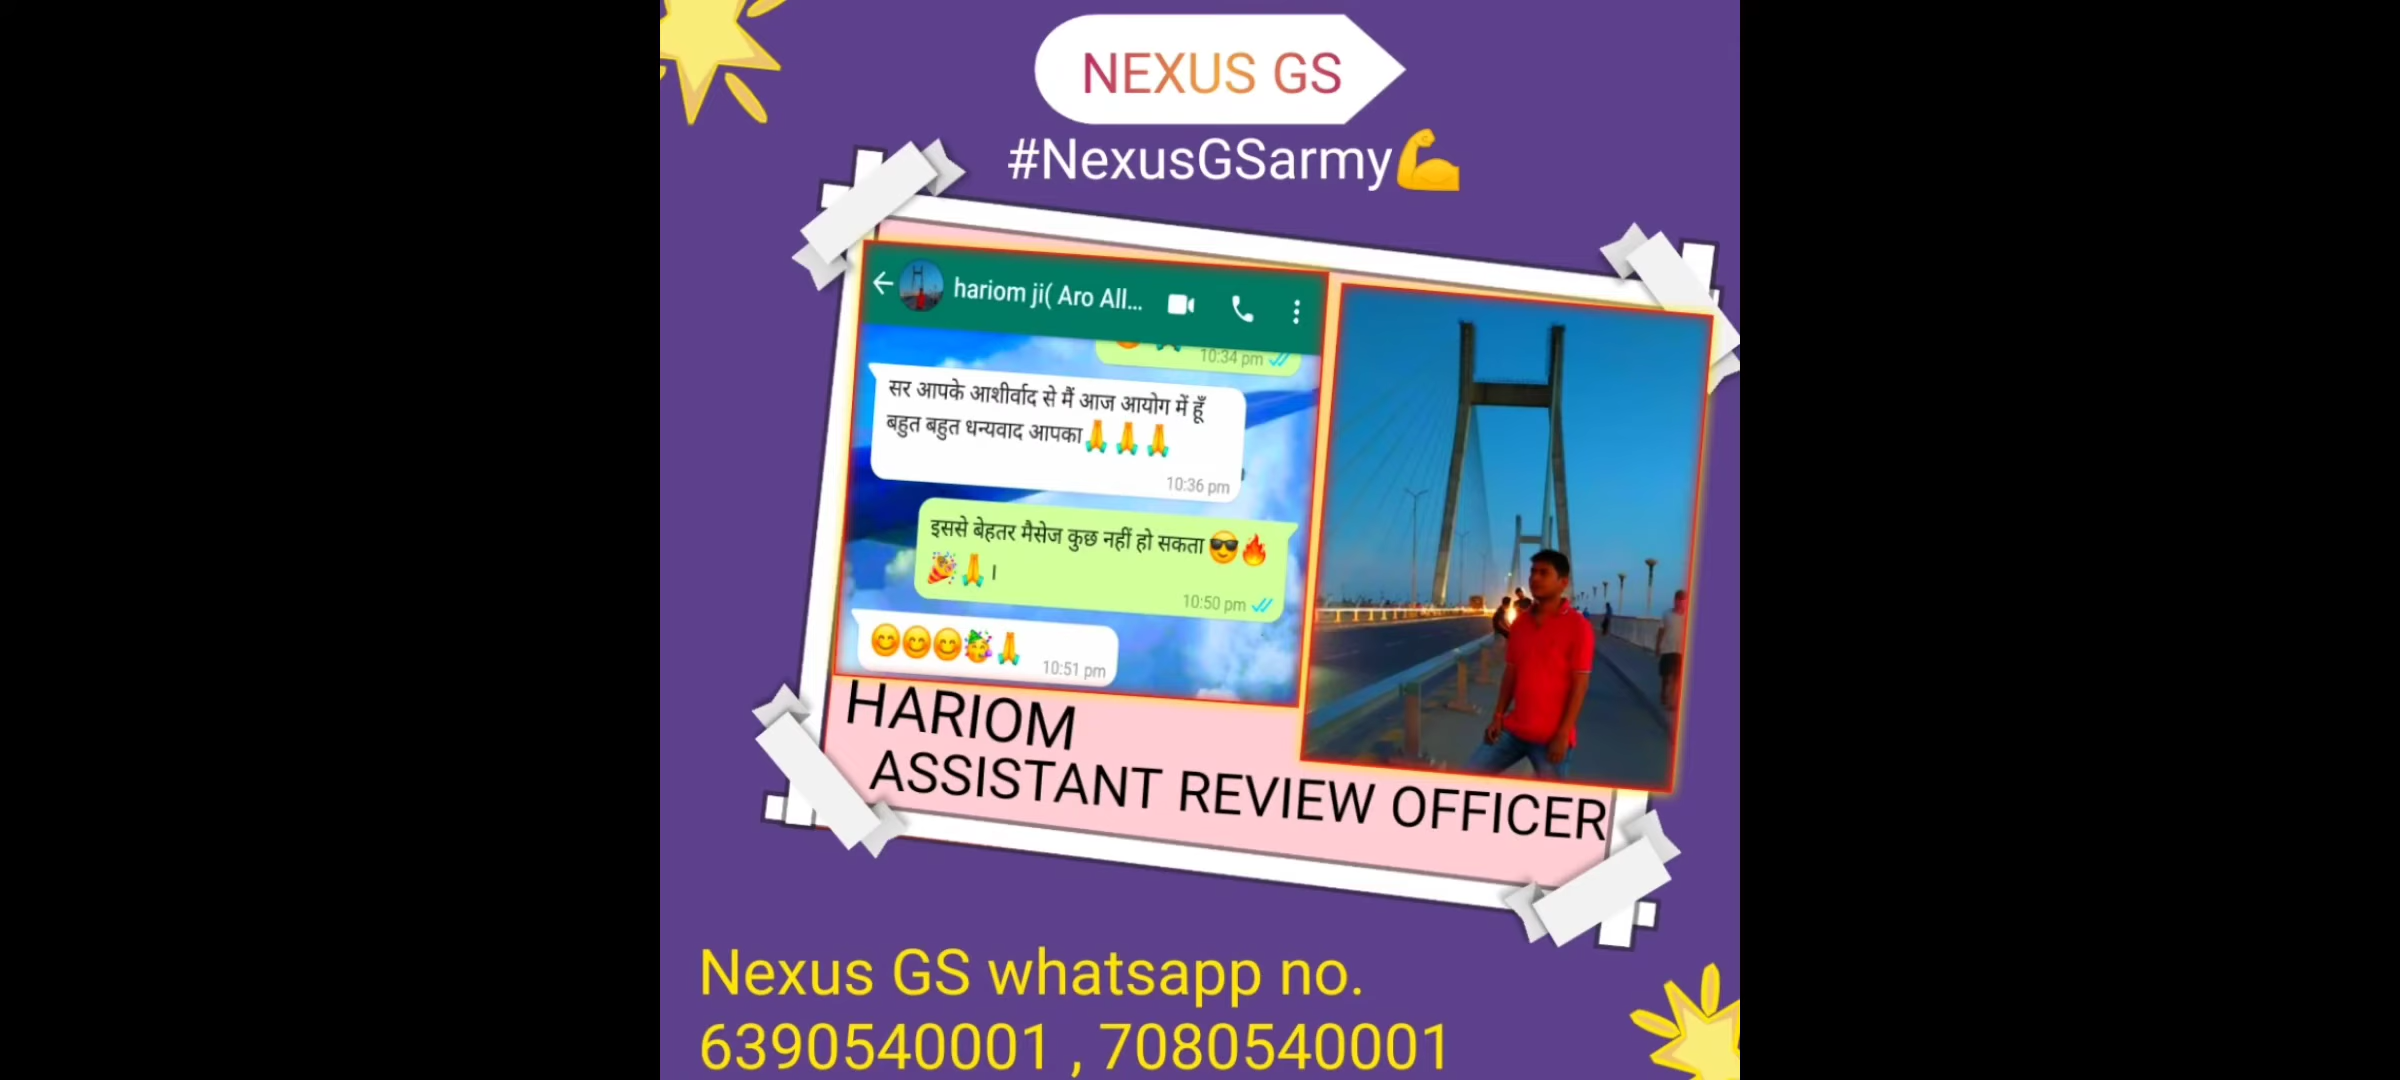 NEXUS GS
#NexusGSarmy💪
hariom ji( Aro All...
10:34 pm
सर आपके आशीर्वाद से मैं आज आयोग में हूँ
बहुत बहुत धन्यवाद आपका🙏🙏🙏
10:36 pm
इससे बेहतर मैसेज कुछ नहीं हो सकता😎🔥
🎉🙏।
10:50 pm
😊😊😊🥳🙏
10:51 pm
HARIOM
ASSISTANT REVIEW OFFICER
Nexus GS whatsapp no.
6390540001 , 7080540001